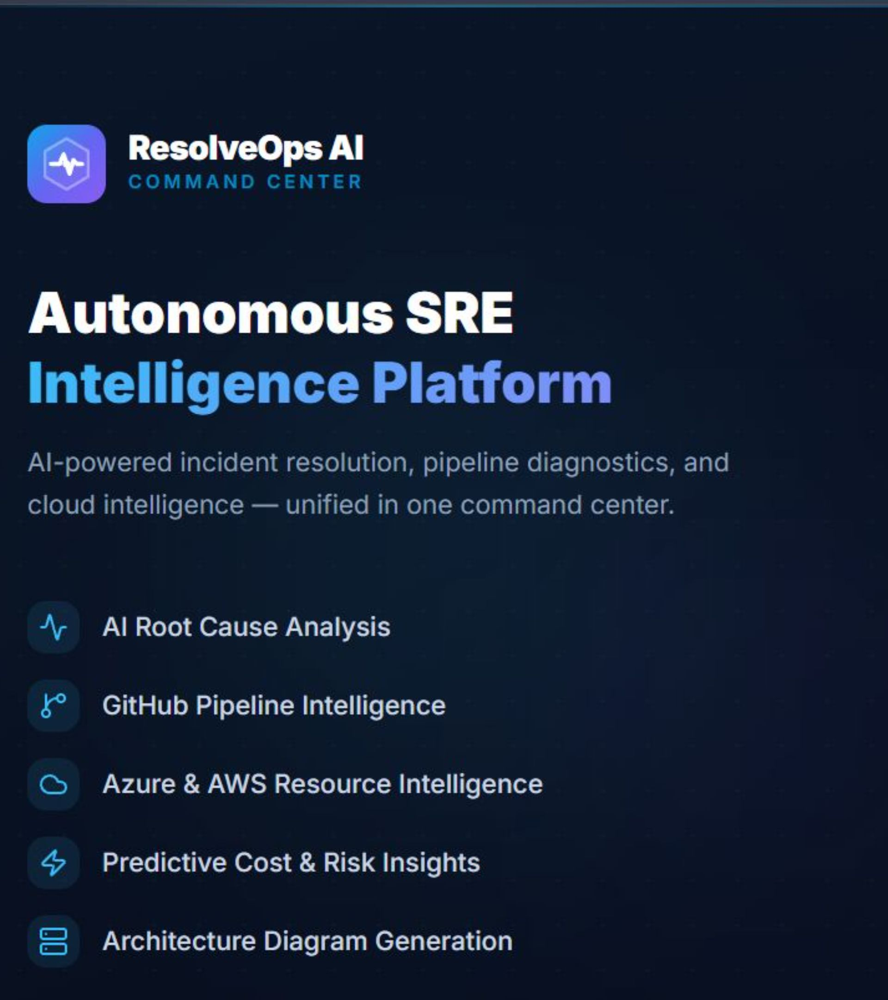 ResolveOps AI
COMMAND CENTER
Autonomous SRE
Intelligence Platform
AI-powered incident resolution, pipeline diagnostics, and
cloud intelligence — unified in one command center.
AI Root Cause Analysis
GitHub Pipeline Intelligence
Azure & AWS Resource Intelligence
Predictive Cost & Risk Insights
Architecture Diagram Generation